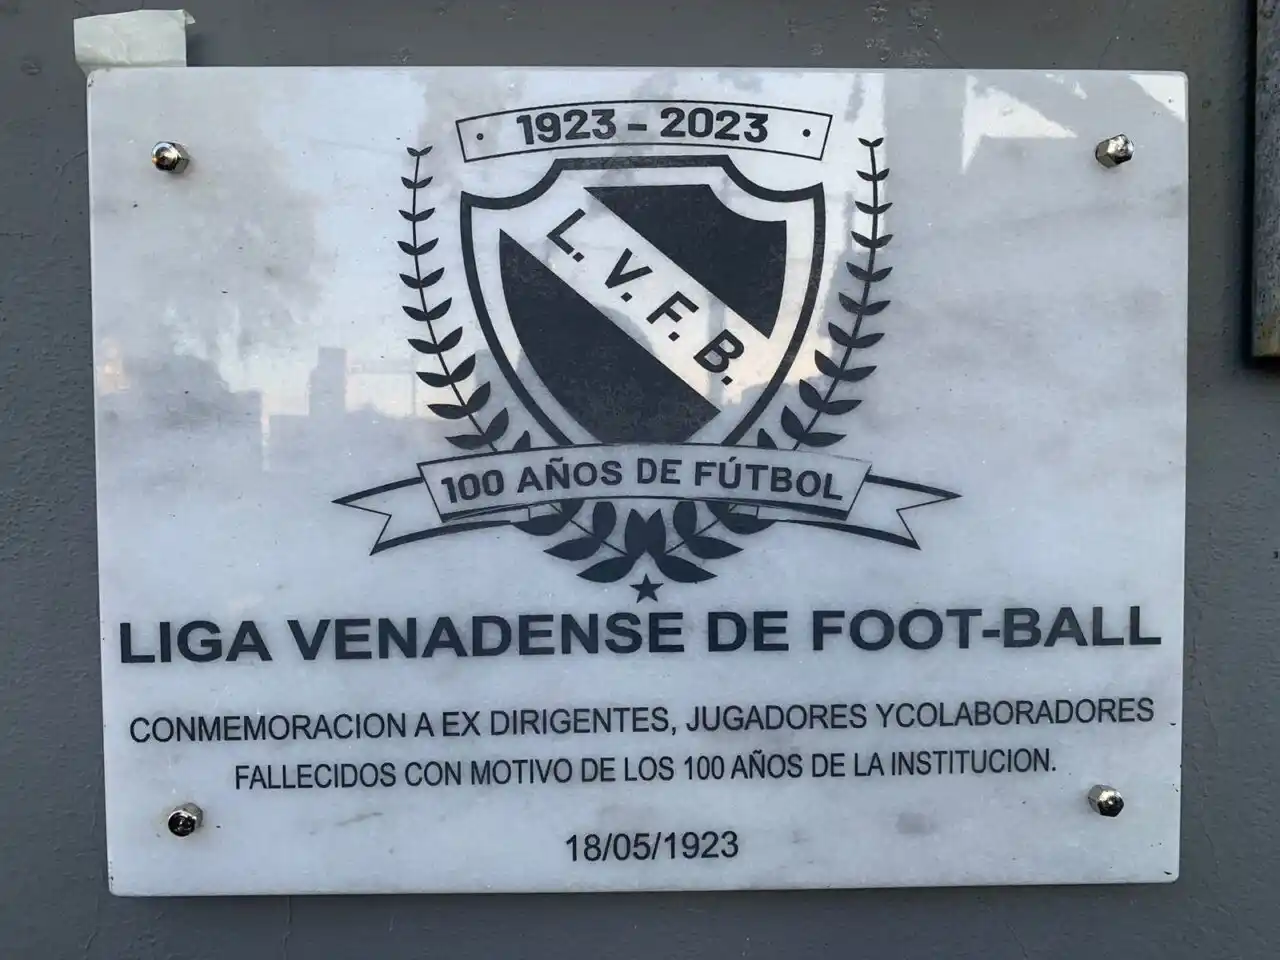 · 1923 - 2023 ·
L. V. F. B.
100 AÑOS DE FÚTBOL
LIGA VENADENSE DE FOOT-BALL
CONMEMORACION A EX DIRIGENTES, JUGADORES YCOLABORADORES
FALLECIDOS CON MOTIVO DE LOS 100 AÑOS DE LA INSTITUCION.
18/05/1923